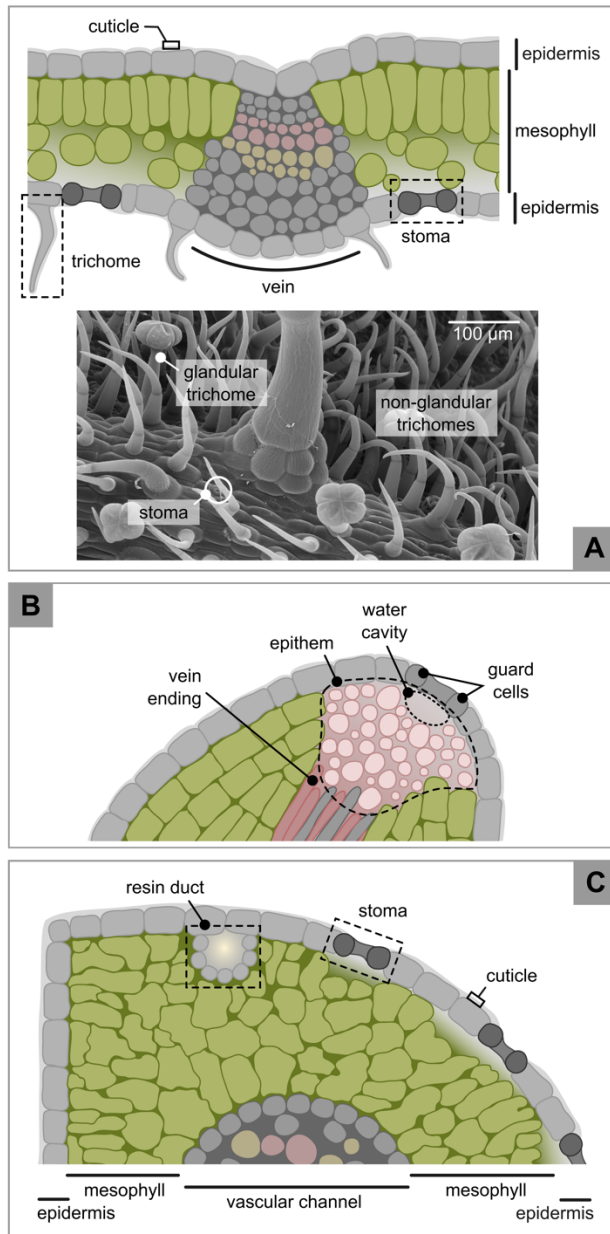 cuticle
epidermis
mesophyll
epidermis
stoma
trichome
vein
100 µm
glandular
trichome
non-glandular
trichomes
stoma
A
B
water
cavity
epithem
guard
cells
vein
ending
C
resin duct
stoma
cuticle
mesophyll
vascular channel
mesophyll
epidermis
epidermis